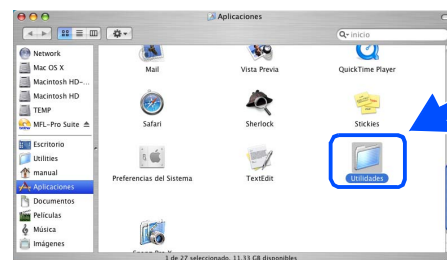 Aplicaciones
inicio
Network
Mac OS X
Macintosh HD-...
Macintosh HD
TEMP
MFL-Pro Suite
Escritorio
Utilities
manual
Aplicaciones
Documentos
Películas
Música
Imágenes
Mail
Vista Previa
QuickTime Player
Safari
Sherlock
Stickies
Preferencias del Sistema
TextEdit
Utilidades
1 de 27 seleccionado, 11.33 GB disponibles